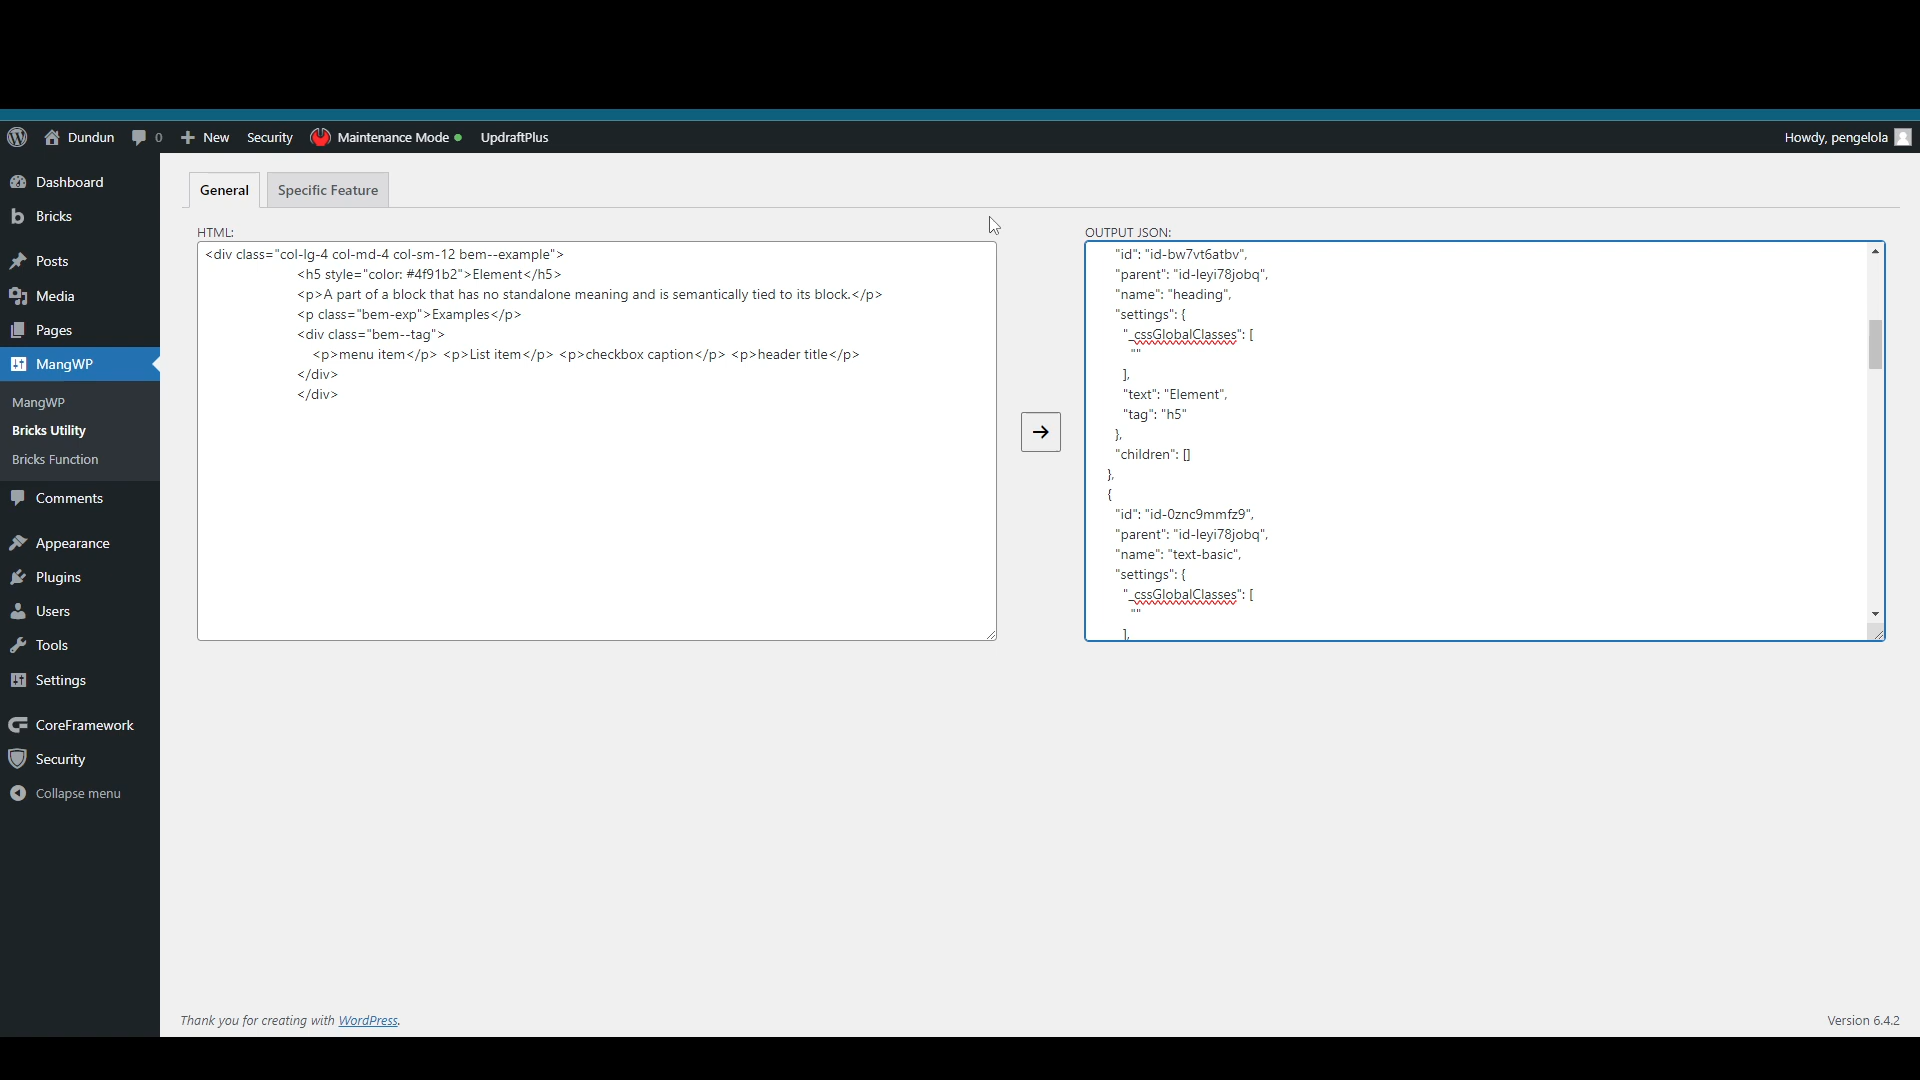 Dundun 0 New Security Maintenance Mode UpdraftPlus Howdy, pengelola
Dashboard
Bricks
Posts
Media
Pages
MangWP
MangWP
Bricks Utility
Bricks Function
Comments
Appearance
Plugins
Users
Tools
Settings
CoreFramework
Security
Collapse menu
General Specific Feature
HTML:
<div class="col-lg-4 col-md-4 col-sm-12 bem--example">
<h5 style="color: #4f91b2">Element</h5>
<p>A part of a block that has no standalone meaning and is semantically tied to its block.</p>
<p class="bem-exp">Examples</p>
<div class="bem--tag">
<p>menu item</p> <p>List item</p> <p>checkbox caption</p> <p>header title</p>
</div>
</div>
→
OUTPUT JSON:
"id": "id-bw7vt6atbv",
"parent": "id-leyi78jobq",
"name": "heading",
"settings": {
"_cssGlobalClasses": [
""
],
"text": "Element",
"tag": "h5"
},
"children": []
},
{
"id": "id-0znc9mmfz9",
"parent": "id-leyi78jobq",
"name": "text-basic",
"settings": {
"_cssGlobalClasses": [
""
],
Thank you for creating with WordPress. Version 6.4.2